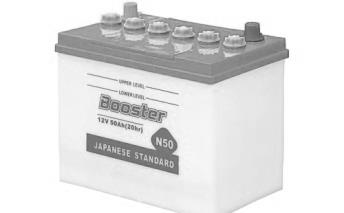 UPPER LEVEL
LOWER LEVEL
Booster
12V 50Ah(20hr)
N50
JAPANESE STANDARD